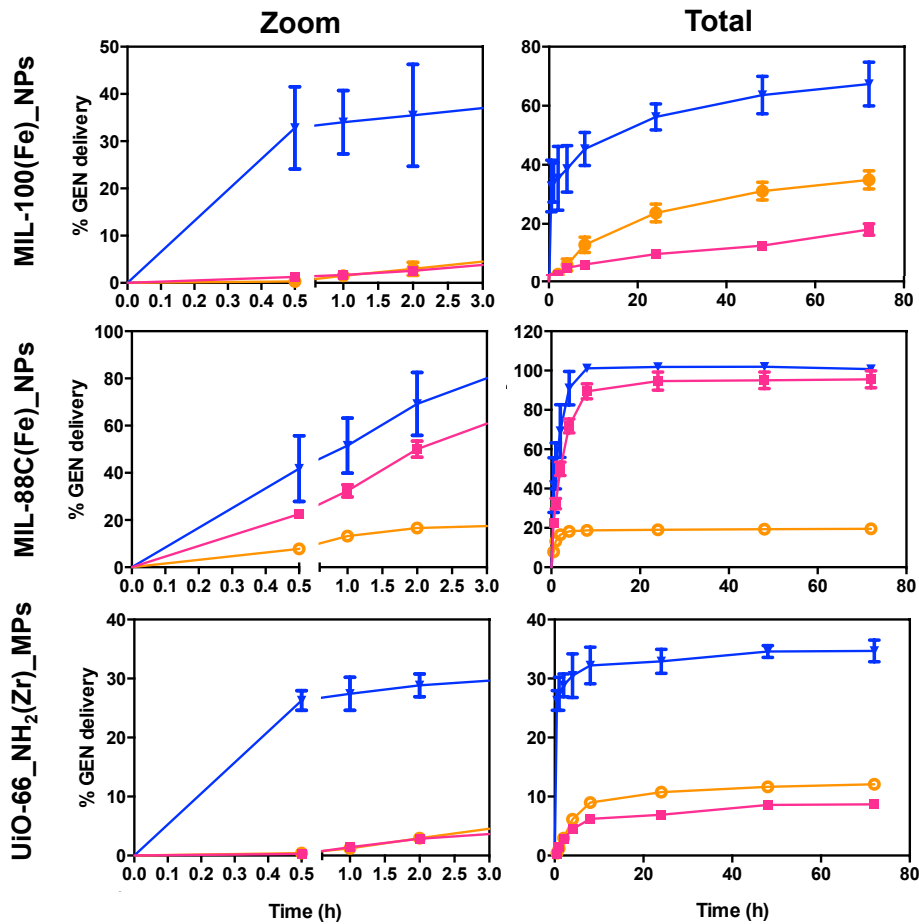 Zoom
Total
MIL-100(Fe)_NPs
% GEN delivery
50
40
30
20
10
0
0.0 0.1 0.2 0.3 0.4 0.5 1.0 1.5 2.0 2.5 3.0
60
40
20
0
0 20 40 60 80
MIL-88C(Fe)_NPs
% GEN delivery
100
80
60
40
20
0
0.0 0.1 0.2 0.3 0.4 0.5 1.0 1.5 2.0 2.5 3.0
120
100
80
60
40
20
0
0 20 40 60 80
UiO-66_NH₂(Zr)_MPs
% GEN delivery
40
30
20
10
0
0.0 0.1 0.2 0.3 0.4 0.5 1.0 1.5 2.0 2.5 3.0
Time (h)
40
30
20
10
0
0 20 40 60 80
Time (h)